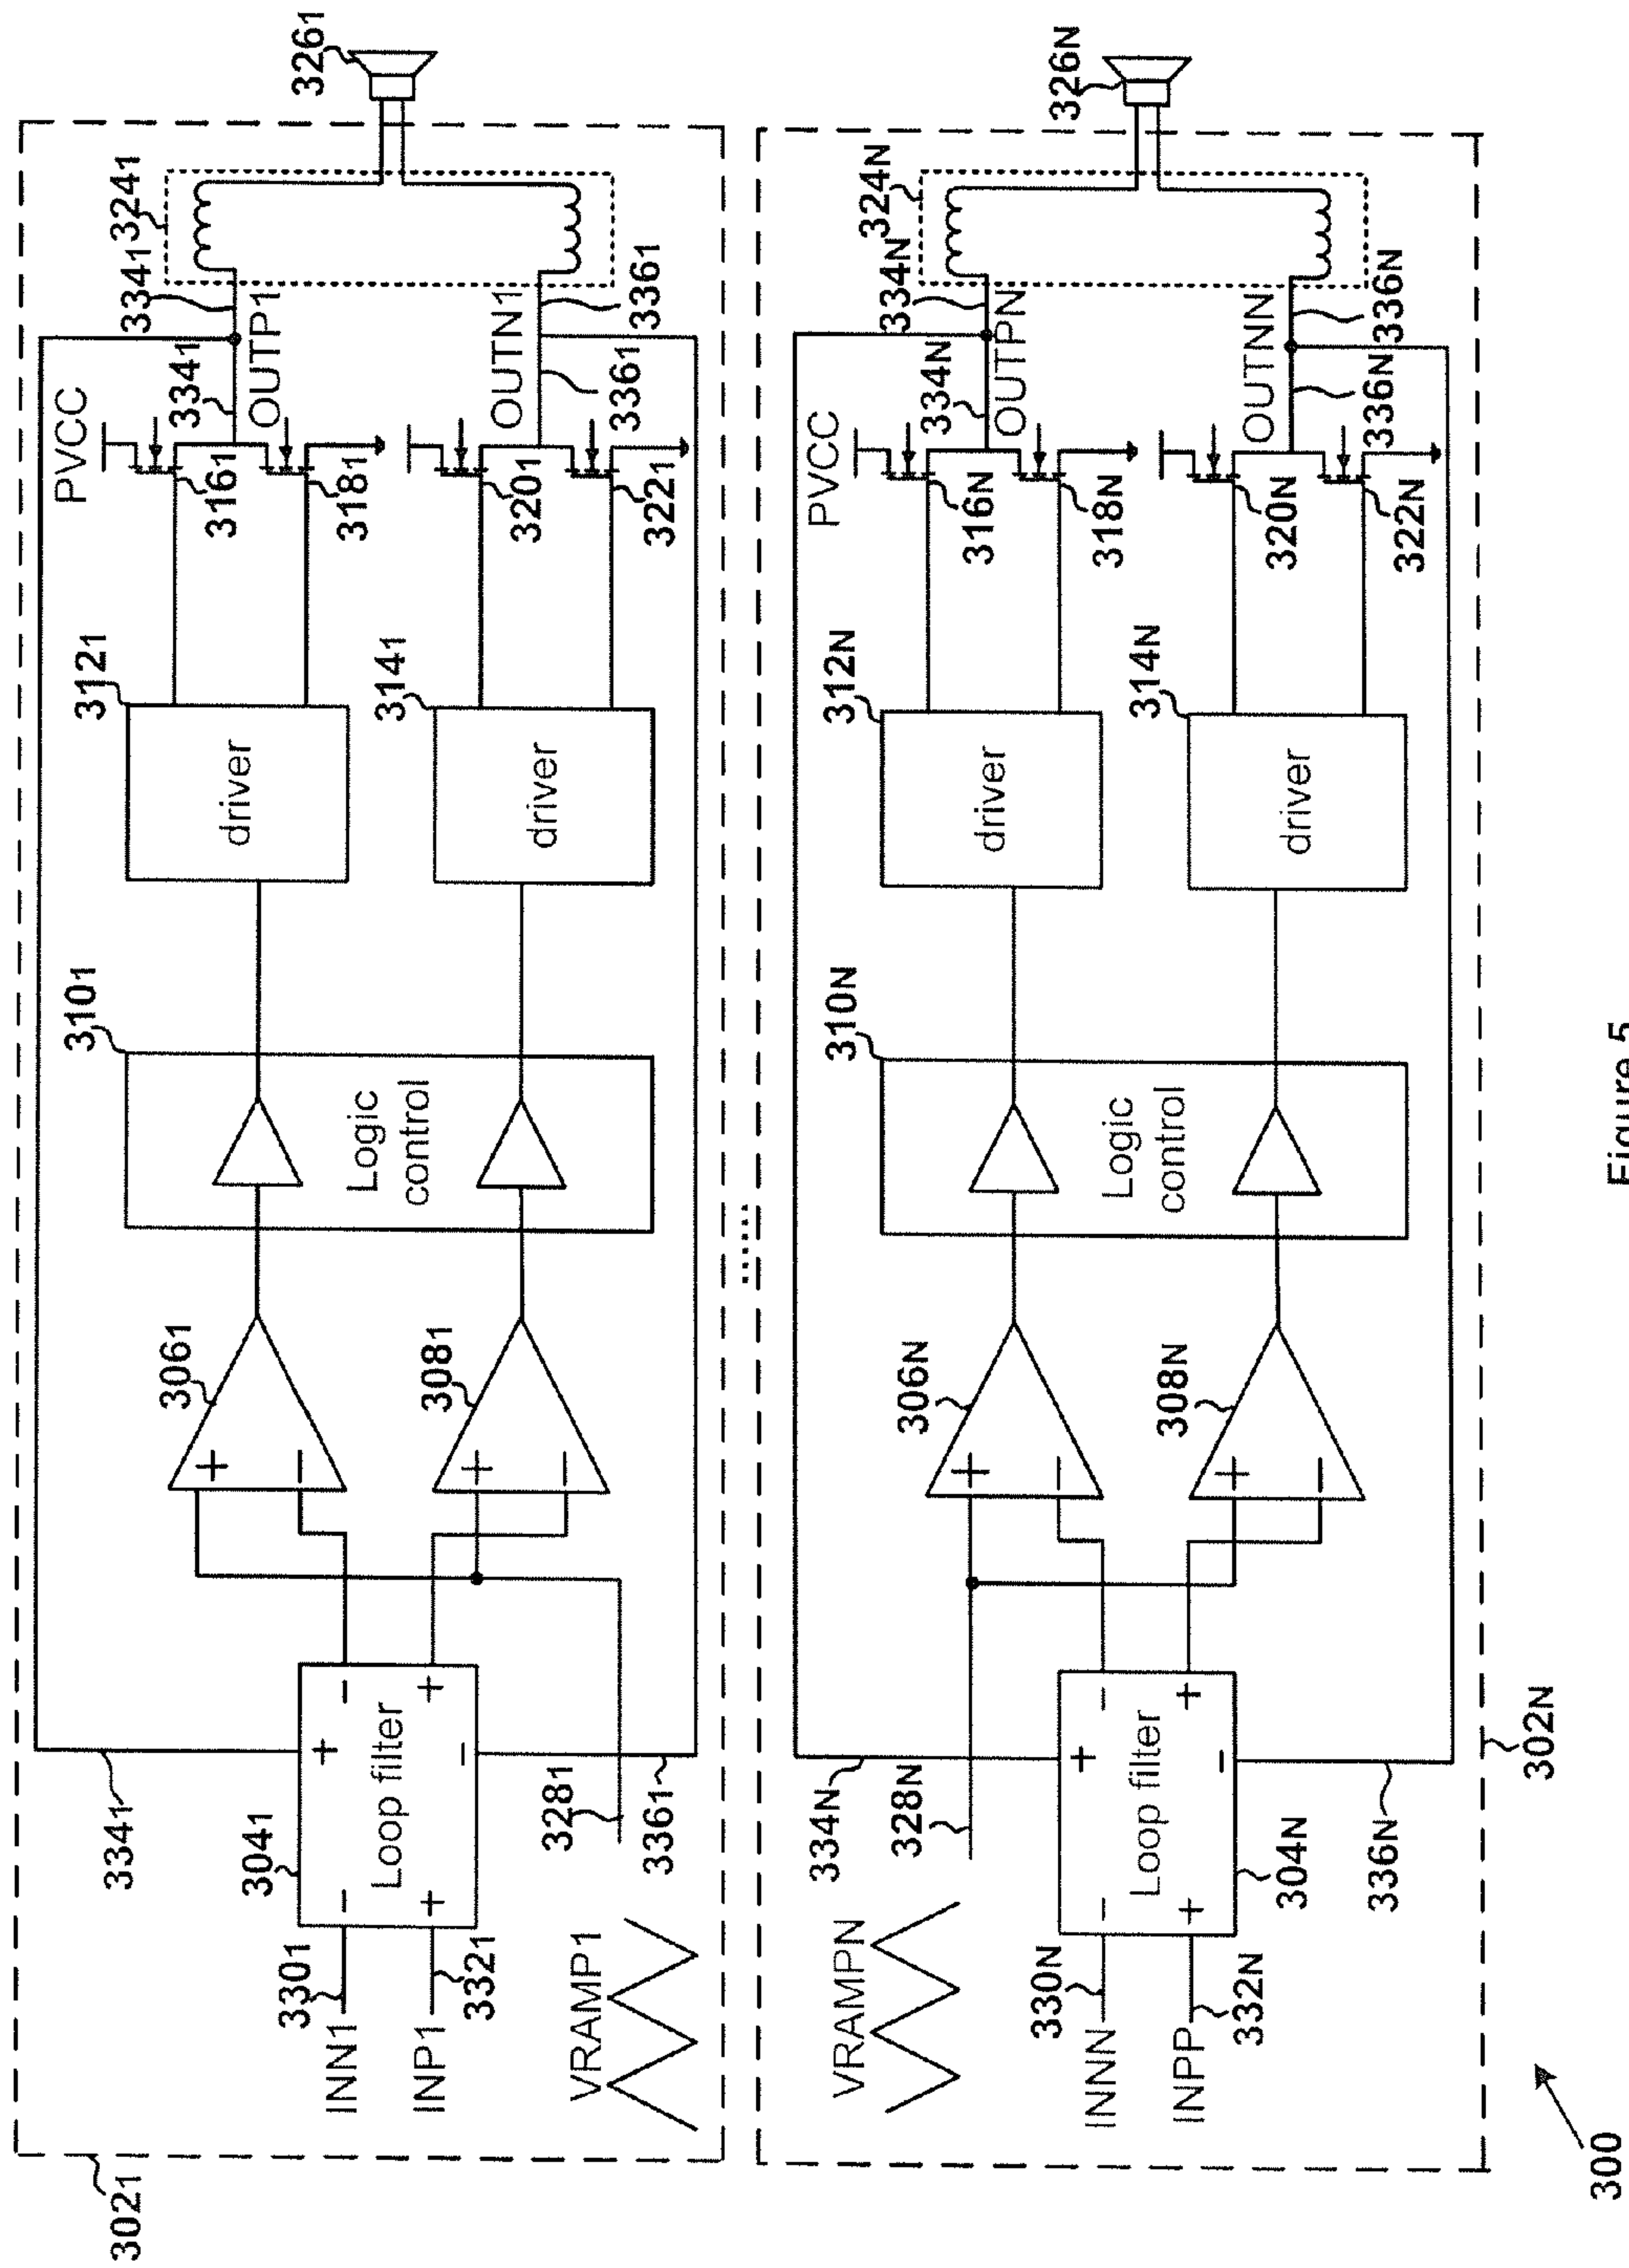 302₁
334₁
304₁
Loop filter
+
−
−
+
−
+
330₁
INN1
332₁
INP1
VRAMP1
328₁
336₁
306₁
+
−
308₁
+
−
310₁
Logic
control
312₁
driver
314₁
driver
PVCC
316₁
318₁
320₁
322₁
334₁
OUTP1
334₁
OUTN1
336₁
336₁
324₁
326₁
......
334N
328N
VRAMPN
Loop filter
+
−
−
+
−
+
304N
330N
INNN
332N
INPP
336N
302N
306N
+
−
308N
+
−
310N
Logic
control
312N
driver
314N
driver
PVCC
316N
318N
320N
322N
334N
OUTPN
334N
OUTNN
336N
336N
324N
326N
300
Figure 5